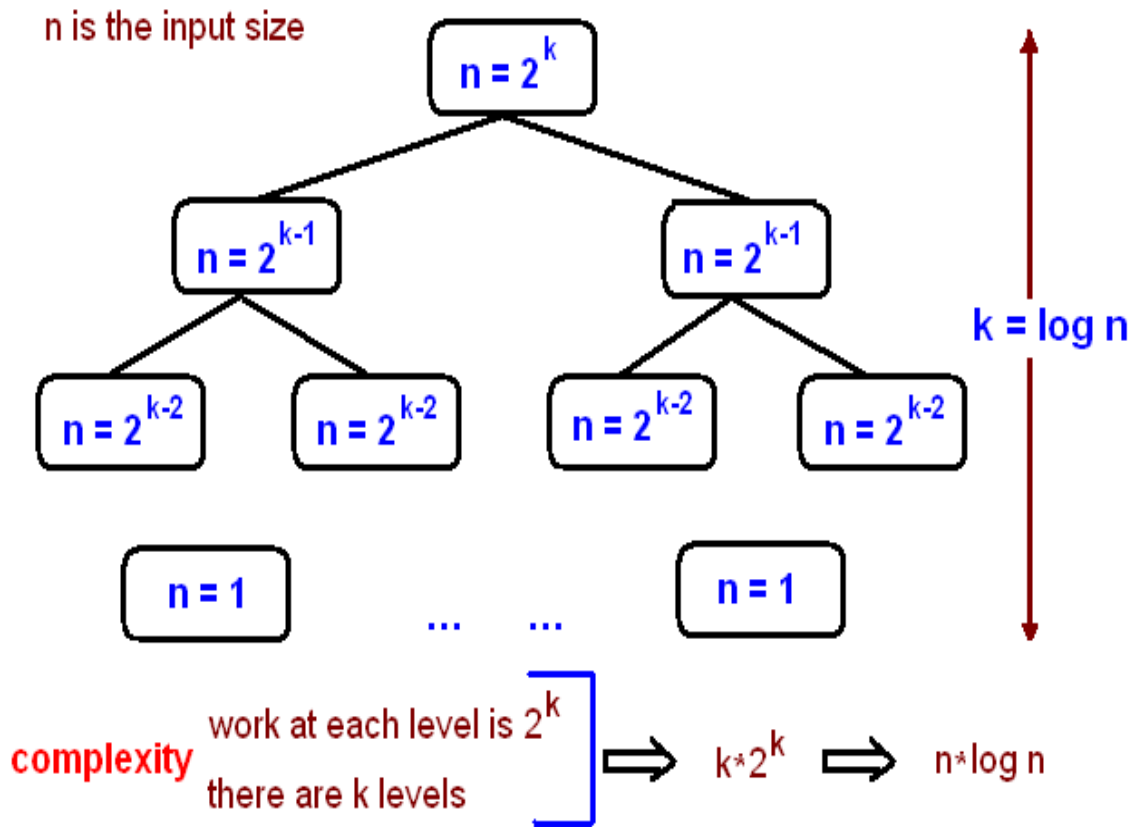 n is the input size
n = 2^k
n = 2^k-1
n = 2^k-1
k = log n
n = 2^k-2
n = 2^k-2
n = 2^k-2
n = 2^k-2
n = 1
... ...
n = 1
work at each level is 2^k
complexity
there are k levels
k*2^k
n*log n